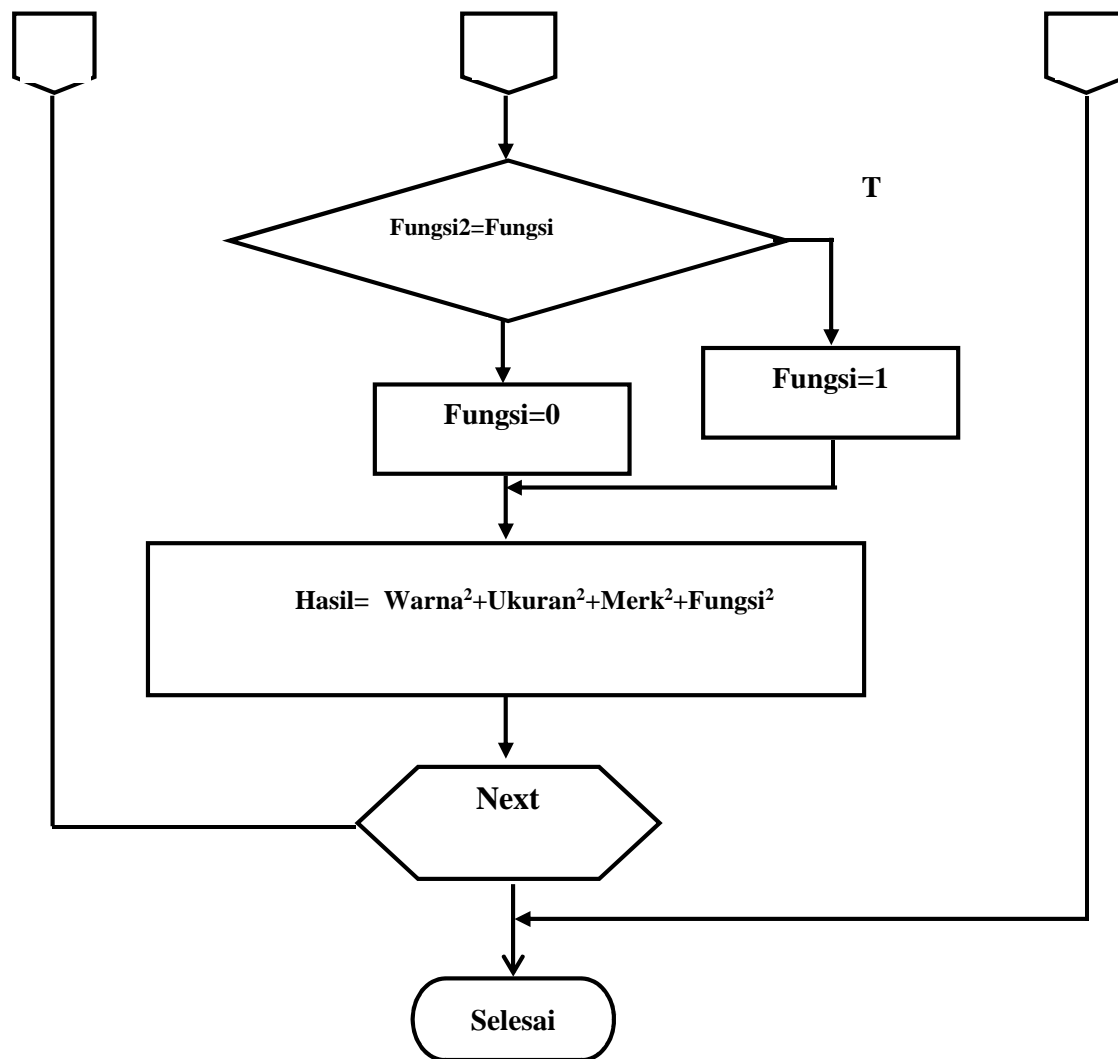 T
Fungsi2=Fungsi
Fungsi=1
Fungsi=0
Hasil= Warna²+Ukuran²+Merk²+Fungsi²
Next
Selesai